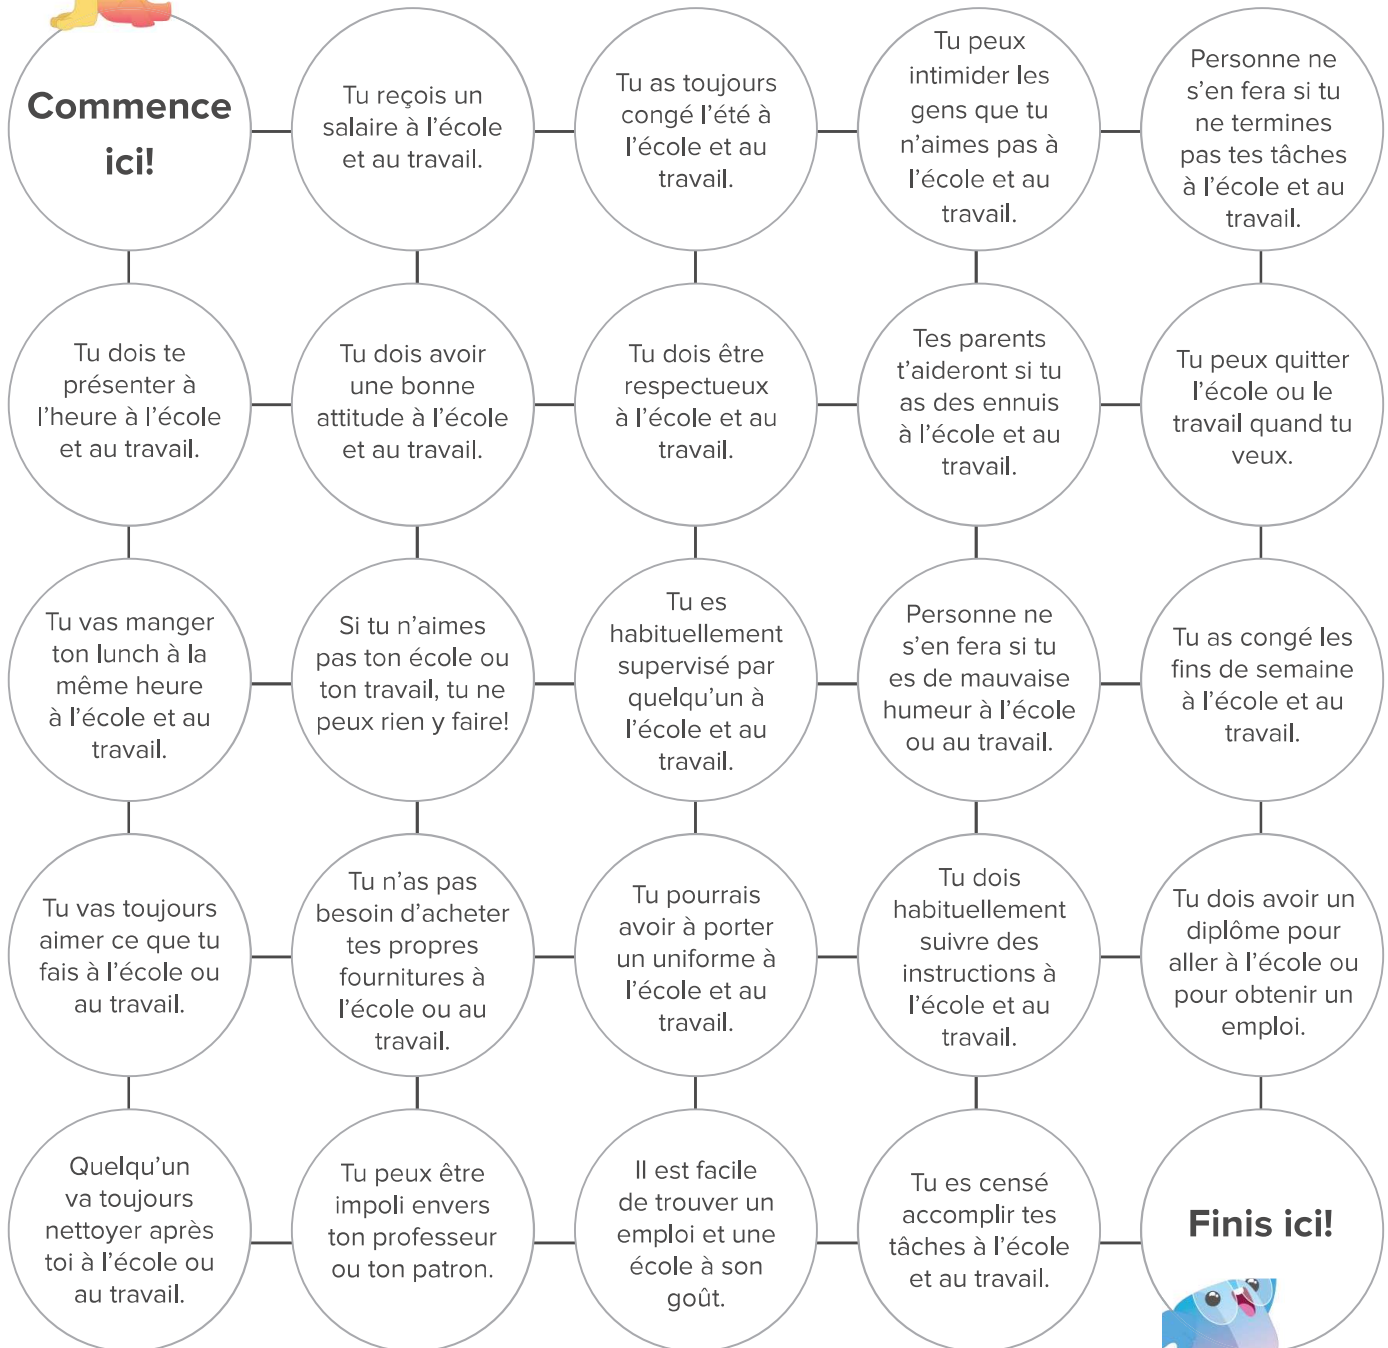 Commence
ici!
Tu reçois un
salaire à l'école
et au travail.
Tu as toujours
congé l'été à
l'école et au
travail.
Tu peux
intimider les
gens que tu
n'aimes pas à
l'école et au
travail.
Personne ne
s'en fera si tu
ne termines
pas tes tâches
à l'école et au
travail.
Tu dois te
présenter à
l'heure à l'école
et au travail.
Tu dois avoir
une bonne
attitude à l'école
et au travail.
Tu dois être
respectueux
à l'école et au
travail.
Tes parents
t'aideront si tu
as des ennuis
à l'école et au
travail.
Tu peux quitter
l'école ou le
travail quand tu
veux.
Tu vas manger
ton lunch à la
même heure
à l'école et au
travail.
Si tu n'aimes
pas ton école ou
ton travail, tu ne
peux rien y faire!
Tu es
habituellement
supervisé par
quelqu'un à
l'école et au
travail.
Personne ne
s'en fera si tu
es de mauvaise
humeur à l'école
ou au travail.
Tu as congé les
fins de semaine
à l'école et au
travail.
Tu vas toujours
aimer ce que tu
fais à l'école ou
au travail.
Tu n'as pas
besoin d'acheter
tes propres
fournitures à
l'école ou au
travail.
Tu pourrais
avoir à porter
un uniforme à
l'école et au
travail.
Tu dois
habituellement
suivre des
instructions à
l'école et au
travail.
Tu dois avoir un
diplôme pour
aller à l'école ou
pour obtenir un
emploi.
Quelqu'un
va toujours
nettoyer après
toi à l'école ou
au travail.
Tu peux être
impoli envers
ton professeur
ou ton patron.
Il est facile
de trouver un
emploi et une
école à son
goût.
Tu es censé
accomplir tes
tâches à l'école
et au travail.
Finis ici!